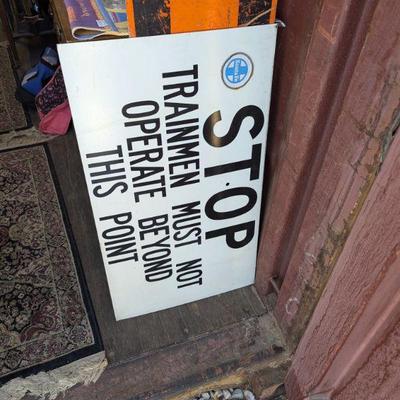 STOP
TRAINMEN MUST NOT
OPERATE BEYOND
THIS POINT